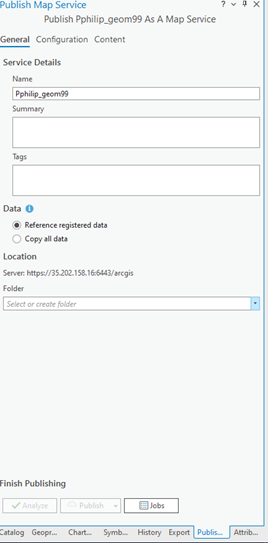 Publish Map Service
Publish Pphilip_geom99 As A Map Service
General Configuration Content
Service Details
Name
Pphilip_geom99
Summary
Tags
Data
Reference registered data
Copy all data
Location
Server: https://35.202.158.16:6443/arcgis
Folder
Select or create folder
Finish Publishing
Analyze Publish Jobs
Catalog Geopr... Chart... Symb... History Export Publis... Attrib...